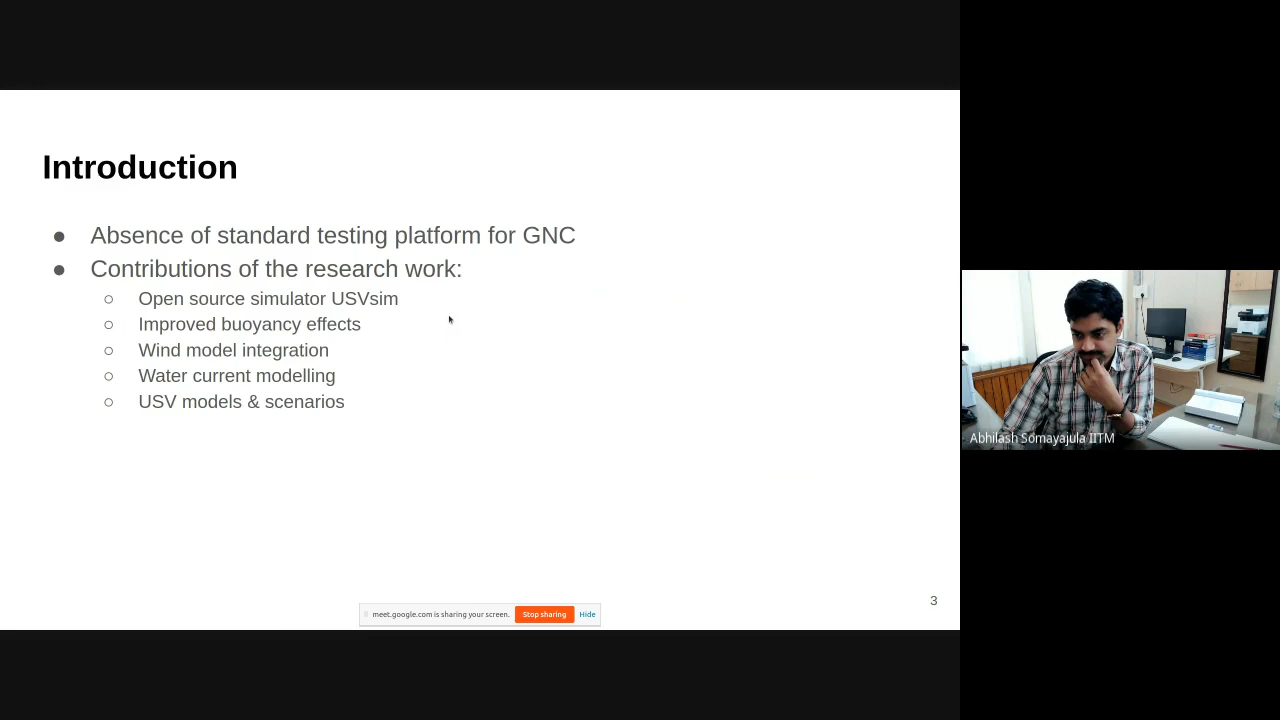 Introduction
● Absence of standard testing platform for GNC
● Contributions of the research work:
○ Open source simulator USVsim
○ Improved buoyancy effects
○ Wind model integration
○ Water current modelling
○ USV models & scenarios
Abhilash Somayajula IITM
3
meet.google.com is sharing your screen. Stop sharing Hide